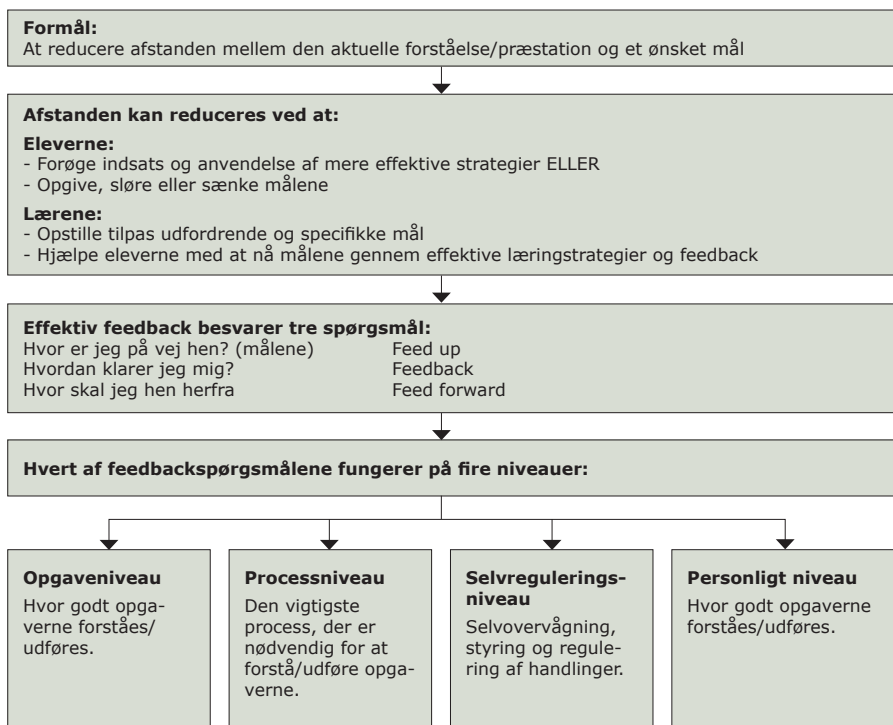 Formål:
At reducere afstanden mellem den aktuelle forståelse/præstation og et ønsket mål
Afstanden kan reduceres ved at:
Eleverne:
- Forøge indsats og anvendelse af mere effektive strategier ELLER
- Opgive, sløre eller sænke målene
Lærene:
- Opstille tilpas udfordrende og specifikke mål
- Hjælpe eleverne med at nå målene gennem effektive læringstrategier og feedback
Effektiv feedback besvarer tre spørgsmål:
Hvor er jeg på vej hen? (målene) Feed up
Hvordan klarer jeg mig? Feedback
Hvor skal jeg hen herfra Feed forward
Hvert af feedbackspørgsmålene fungerer på fire niveauer:
Opgaveniveau
Hvor godt opga-
verne forståes/
udføres.
Processniveau
Den vigtigste
process, der er
nødvendig for at
forstå/udføre opga-
verne.
Selvregulerings-
niveau
Selvovervågning,
styring og regule-
ring af handlinger.
Personligt niveau
Hvor godt opgaverne
forståes/udføres.